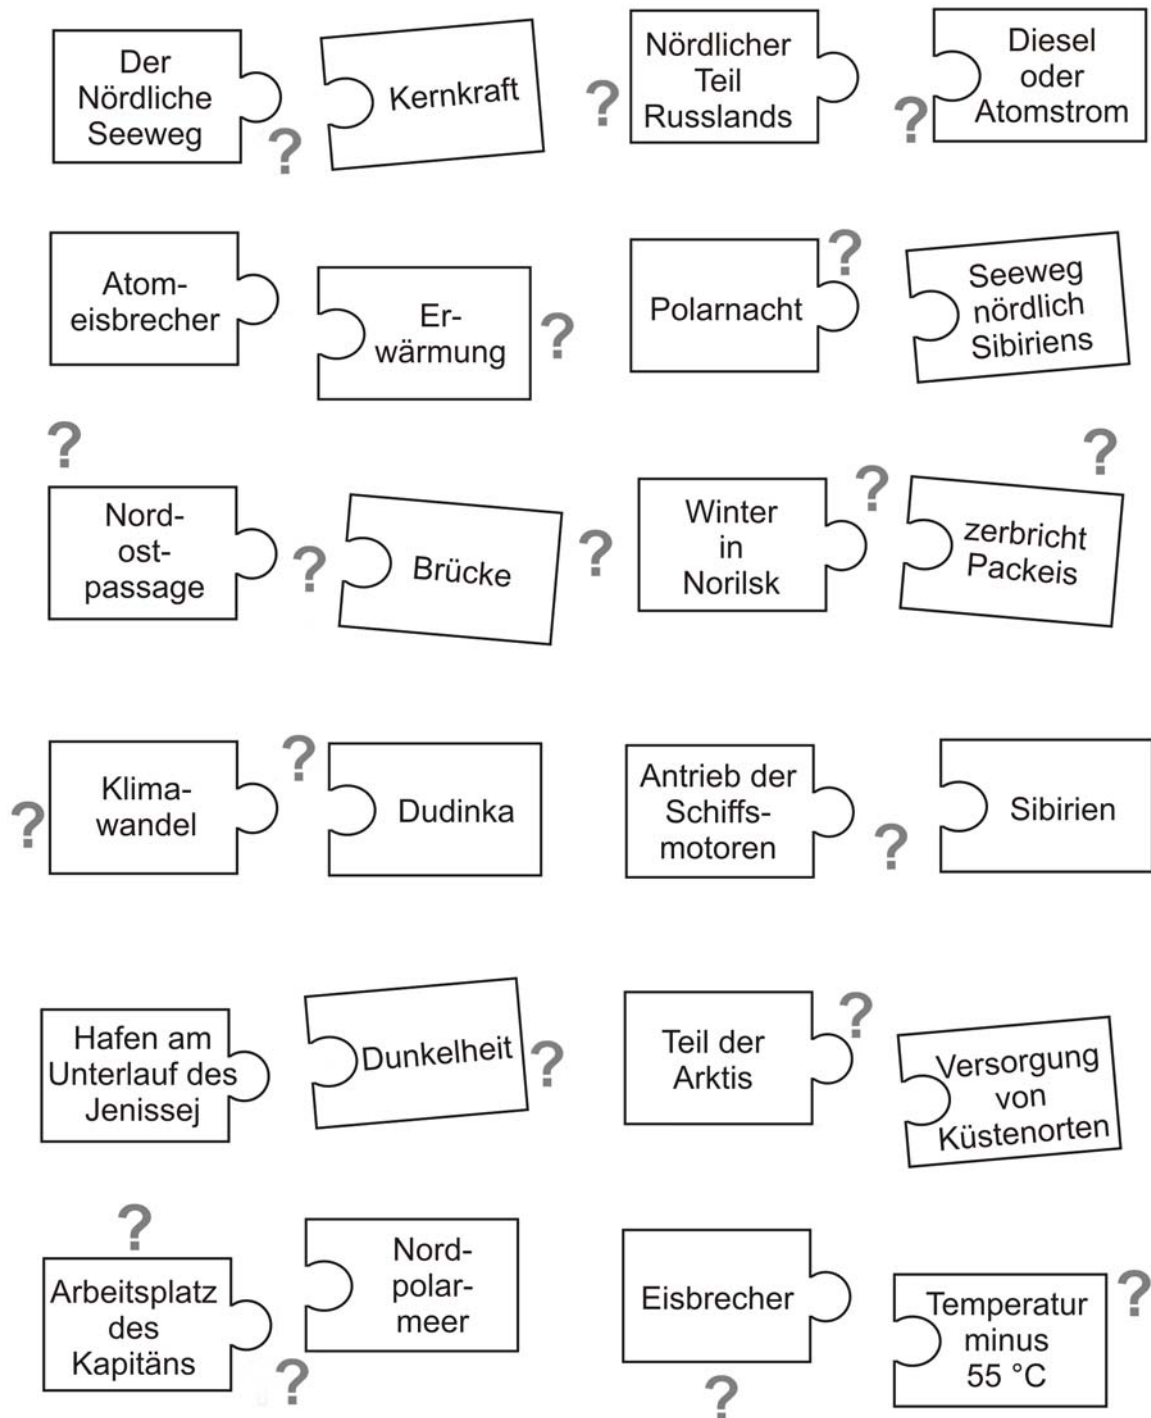 Der
Nördliche
Seeweg
?
Kernkraft
?
Nördlicher
Teil
Russlands
?
Diesel
oder
Atomstrom
Atom-
eisbrecher
Er-
wärmung
?
Polarnacht
?
Seeweg
nördlich
Sibiriens
?
Nord-
ost-
passage
?
Brücke
?
Winter
in
Norilsk
?
zerbricht
Packeis
?
?
Klima-
wandel
?
Dudinka
Antrieb der
Schiffs-
motoren
?
Sibirien
Hafen am
Unterlauf des
Jenissej
Dunkelheit
?
Teil der
Arktis
?
Versorgung
von
Küstenorten
?
Arbeitsplatz
des
Kapitäns
?
Nord-
polar-
meer
Eisbrecher
?
Temperatur
minus
55 °C
?